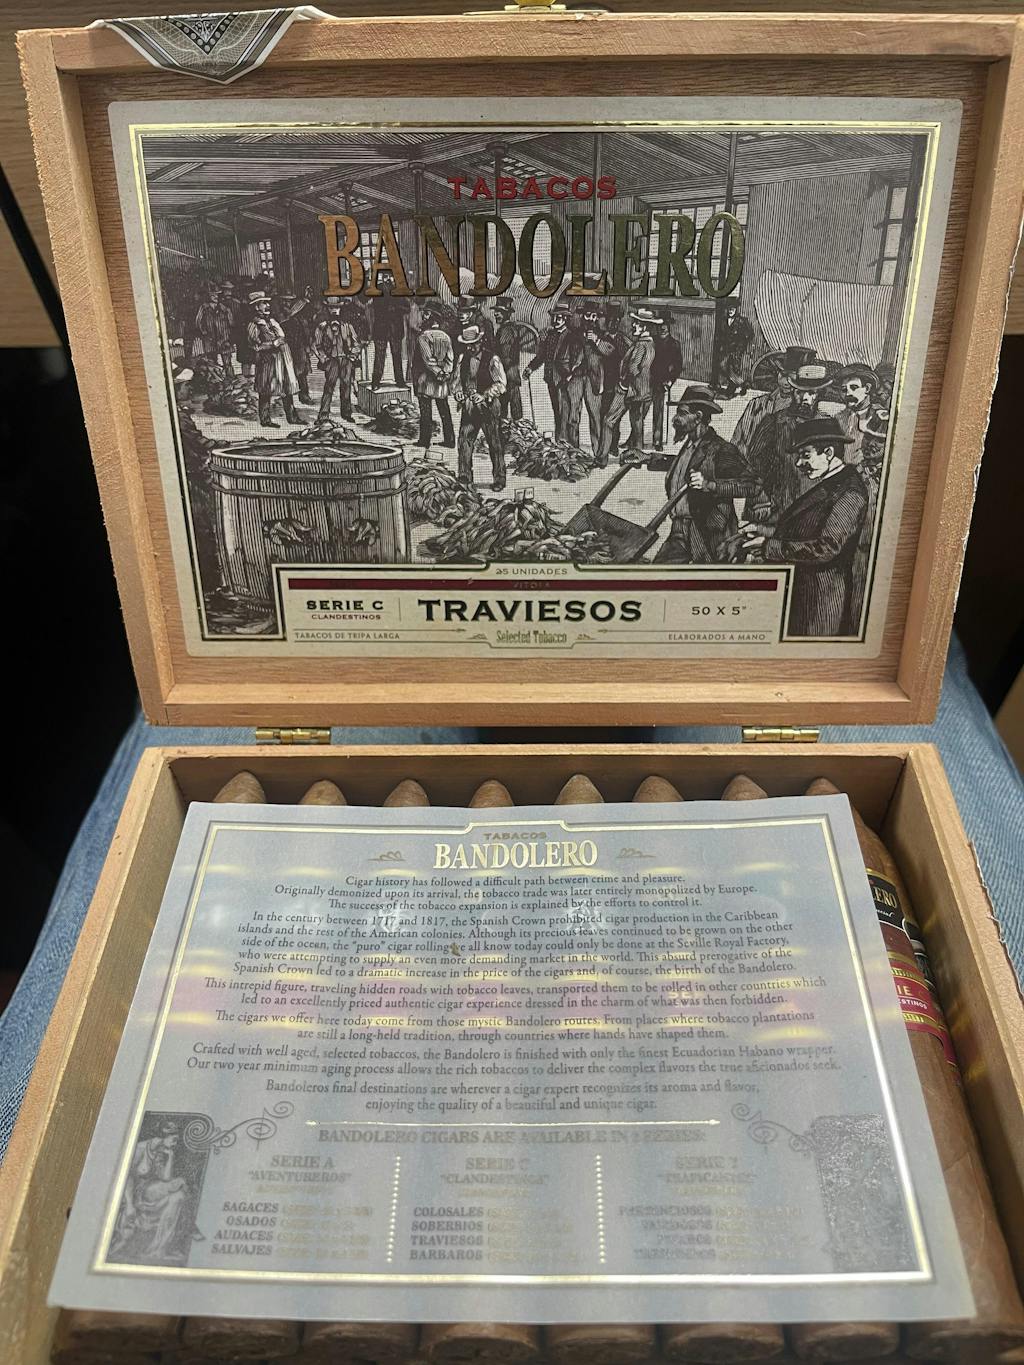 TABACOS
BANDOLERO
25 UNIDADES
VITOLA
SERIE C
CLANDESTINOS
TRAVIESOS
50 X 5"
TABACOS DE TRIPA LARGA
Selected Tobacco
ELABORADOS A MANO
TABACOS
BANDOLERO
Cigar history has followed a difficult path between crime and pleasure.
Originally demonized upon its arrival, the tobacco trade was later entirely monopolized by Europe.
The success of the tobacco expansion is explained by the efforts to control it.
In the century between 1717 and 1817, the Spanish Crown prohibited cigar production in the Caribbean
islands and the rest of the American colonies. Although its precious leaves continued to be grown on the other
side of the ocean, the "puro" cigar rolling we all know today could only be done at the Seville Royal Factory,
who were attempting to supply an even more demanding market in the world. This absurd prerogative of the
Spanish Crown led to a dramatic increase in the price of the cigars and, of course, the birth of the Bandolero.
This intrepid figure, traveling hidden roads with tobacco leaves, transported them to be rolled in other countries which
led to an excellently priced authentic cigar experience dressed in the charm of what was then forbidden.
The cigars we offer here today come from those mystic Bandolero routes. From places where tobacco plantations
are still a long-held tradition, through countries where hands have shaped them.
Crafted with well aged, selected tobaccos, the Bandolero is finished with only the finest Ecuadorian Habano wrapper.
Our two year minimum aging process allows the rich tobaccos to deliver the complex flavors the true aficionados seek.
Bandoleros final destinations are wherever a cigar expert recognizes its aroma and flavor,
enjoying the quality of a beautiful and unique cigar.
BANDOLERO CIGARS ARE AVAILABLE IN SERIES
SERIE A
"AVENTUREROS"
SAGACES
OSADOS
AUDACES
SALVAJES
SERIE C
"CLANDESTINOS"
COLOSALES
SOBERBIOS
TRAVIESOS
BARBAROS